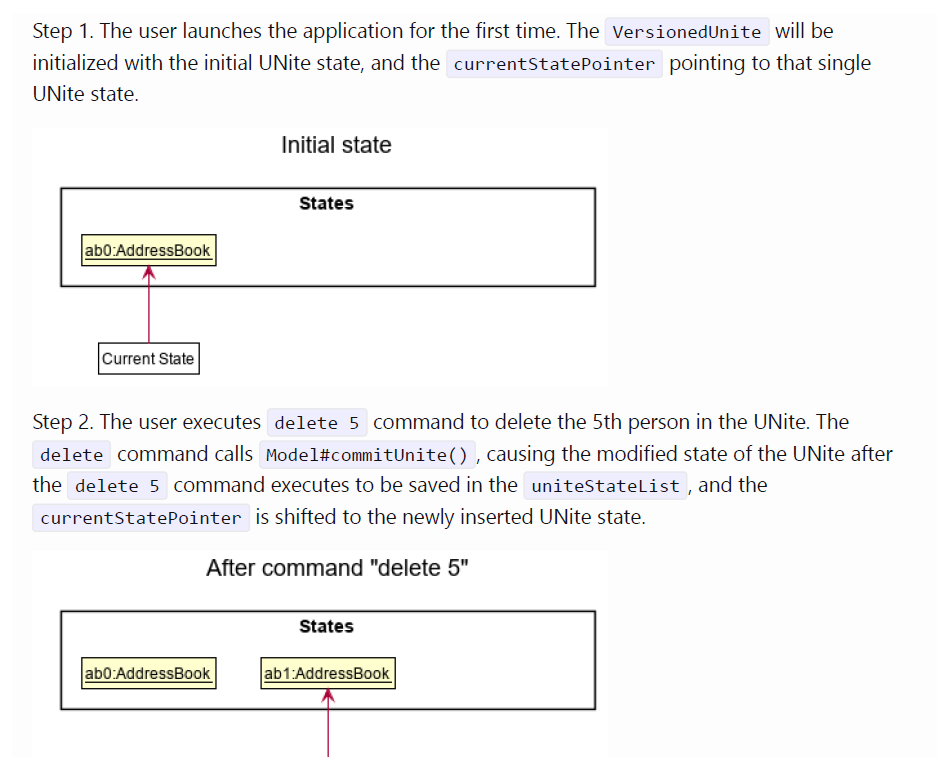 Step 1. The user launches the application for the first time. The VersionedUnite will be
initialized with the initial UNite state, and the currentStatePointer pointing to that single
UNite state.
Initial state
States
ab0:AddressBook
Current State
Step 2. The user executes delete 5 command to delete the 5th person in the UNite. The
delete command calls Model#commitUnite() , causing the modified state of the UNite after
the delete 5 command executes to be saved in the uniteStateList , and the
currentStatePointer is shifted to the newly inserted UNite state.
After command "delete 5"
States
ab0:AddressBook ab1:AddressBook